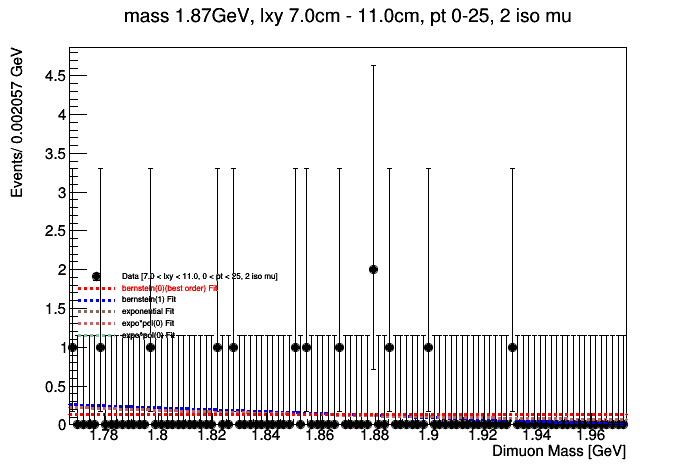 mass 1.87GeV, lxy 7.0cm - 11.0cm, pt 0-25, 2 iso mu
Events/ 0.002057 GeV
4.5
4
3.5
3
2.5
2
1.5
1
0.5
0
Data [7.0 < lxy < 11.0, 0 < pt < 25, 2 iso mu]
bernstein(0)(best order) Fit
bernstein(1) Fit
exponential Fit
expo*pol(0) Fit
expo*pol(0) Fit
1.78 1.8 1.82 1.84 1.86 1.88 1.9 1.92 1.94 1.96
Dimuon Mass [GeV]